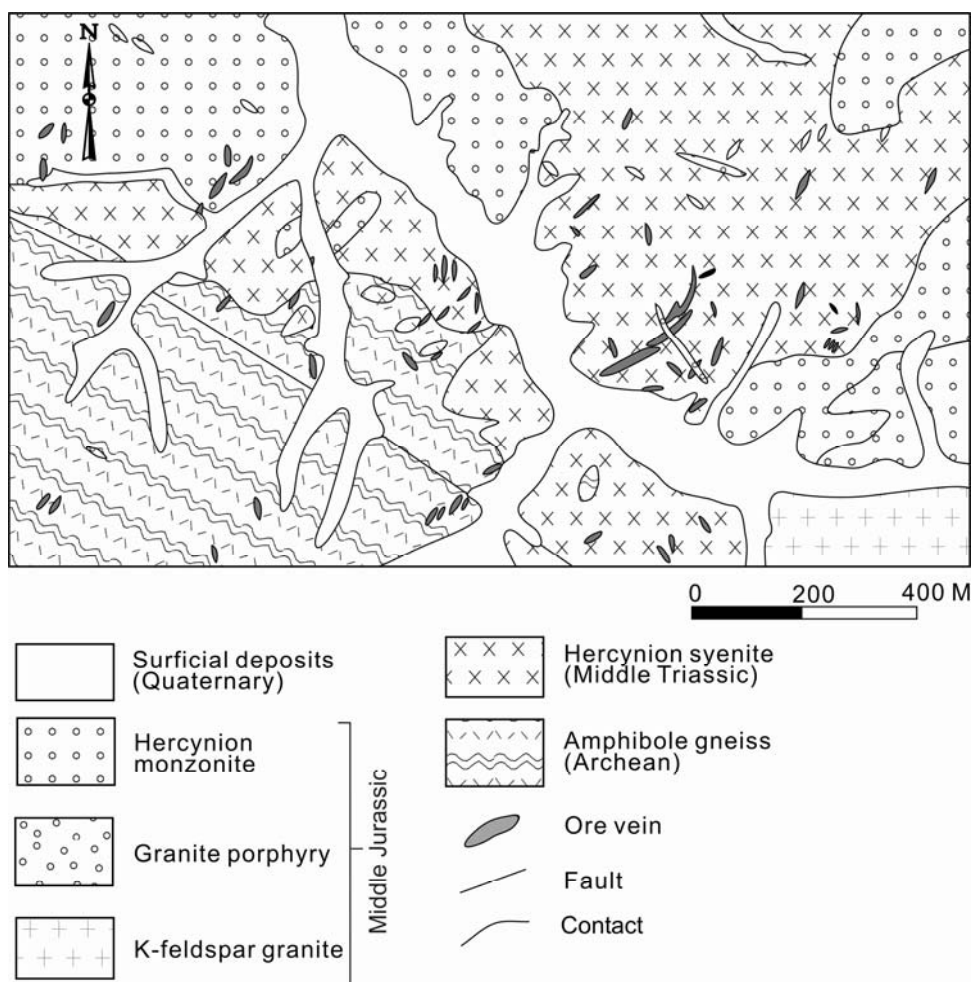 N
0 200 400 M
Surficial deposits
(Quaternary)
Hercynion
monzonite
Granite porphyry
K-feldspar granite
Middle Jurassic
Hercynion syenite
(Middle Triassic)
Amphibole gneiss
(Archean)
Ore vein
Fault
Contact